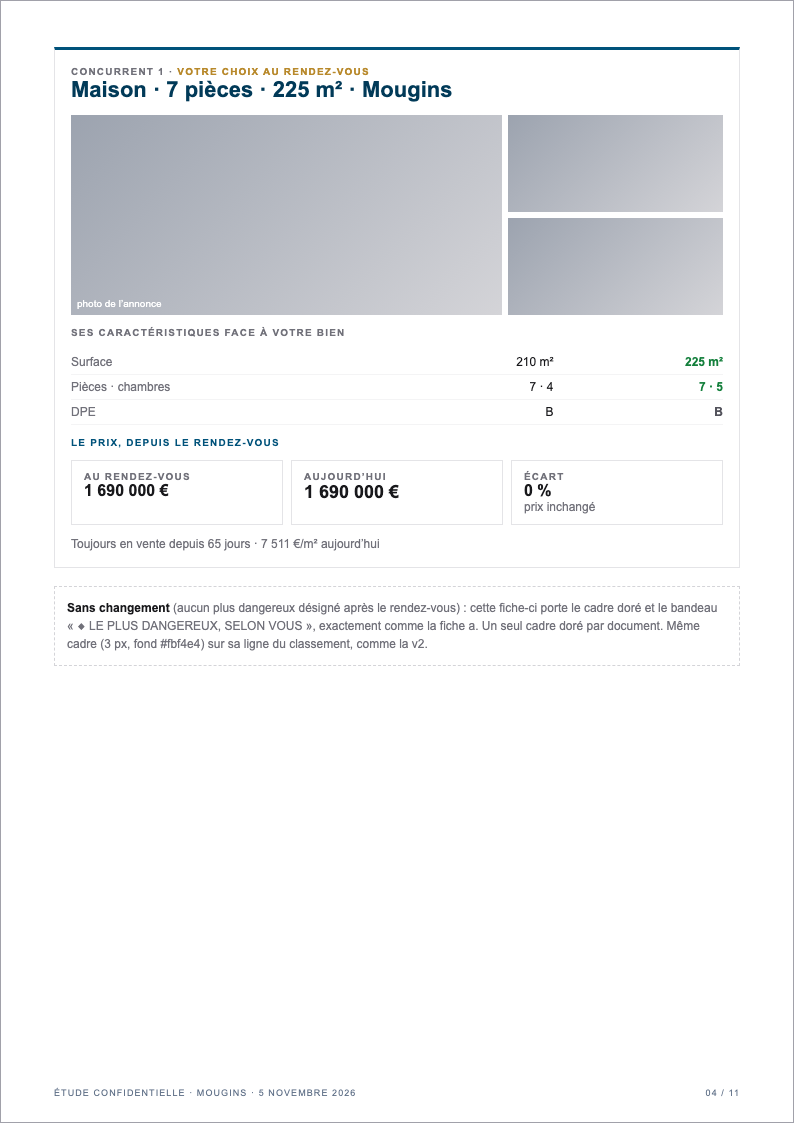 CONCURRENT 1 · VOTRE CHOIX AU RENDEZ-VOUS
Maison · 7 pièces · 225 m² · Mougins
photo de l'annonce
SES CARACTÉRISTIQUES FACE À VOTRE BIEN
Surface 210 m² 225 m²
Pièces · chambres 7 · 4 7 · 5
DPE B B
LE PRIX, DEPUIS LE RENDEZ-VOUS
AU RENDEZ-VOUS AUJOURD'HUI ÉCART
1 690 000 € 1 690 000 € 0 %
prix inchangé
Toujours en vente depuis 65 jours · 7 511 €/m² aujourd'hui
Sans changement (aucun plus dangereux désigné après le rendez-vous) : cette fiche-ci porte le cadre doré et le bandeau
« ◆ LE PLUS DANGEREUX, SELON VOUS », exactement comme la fiche a. Un seul cadre doré par document. Même
cadre (3 px, fond #fbf4e4) sur sa ligne du classement, comme la v2.
ÉTUDE CONFIDENTIELLE · MOUGINS · 5 NOVEMBRE 2026 04 / 11